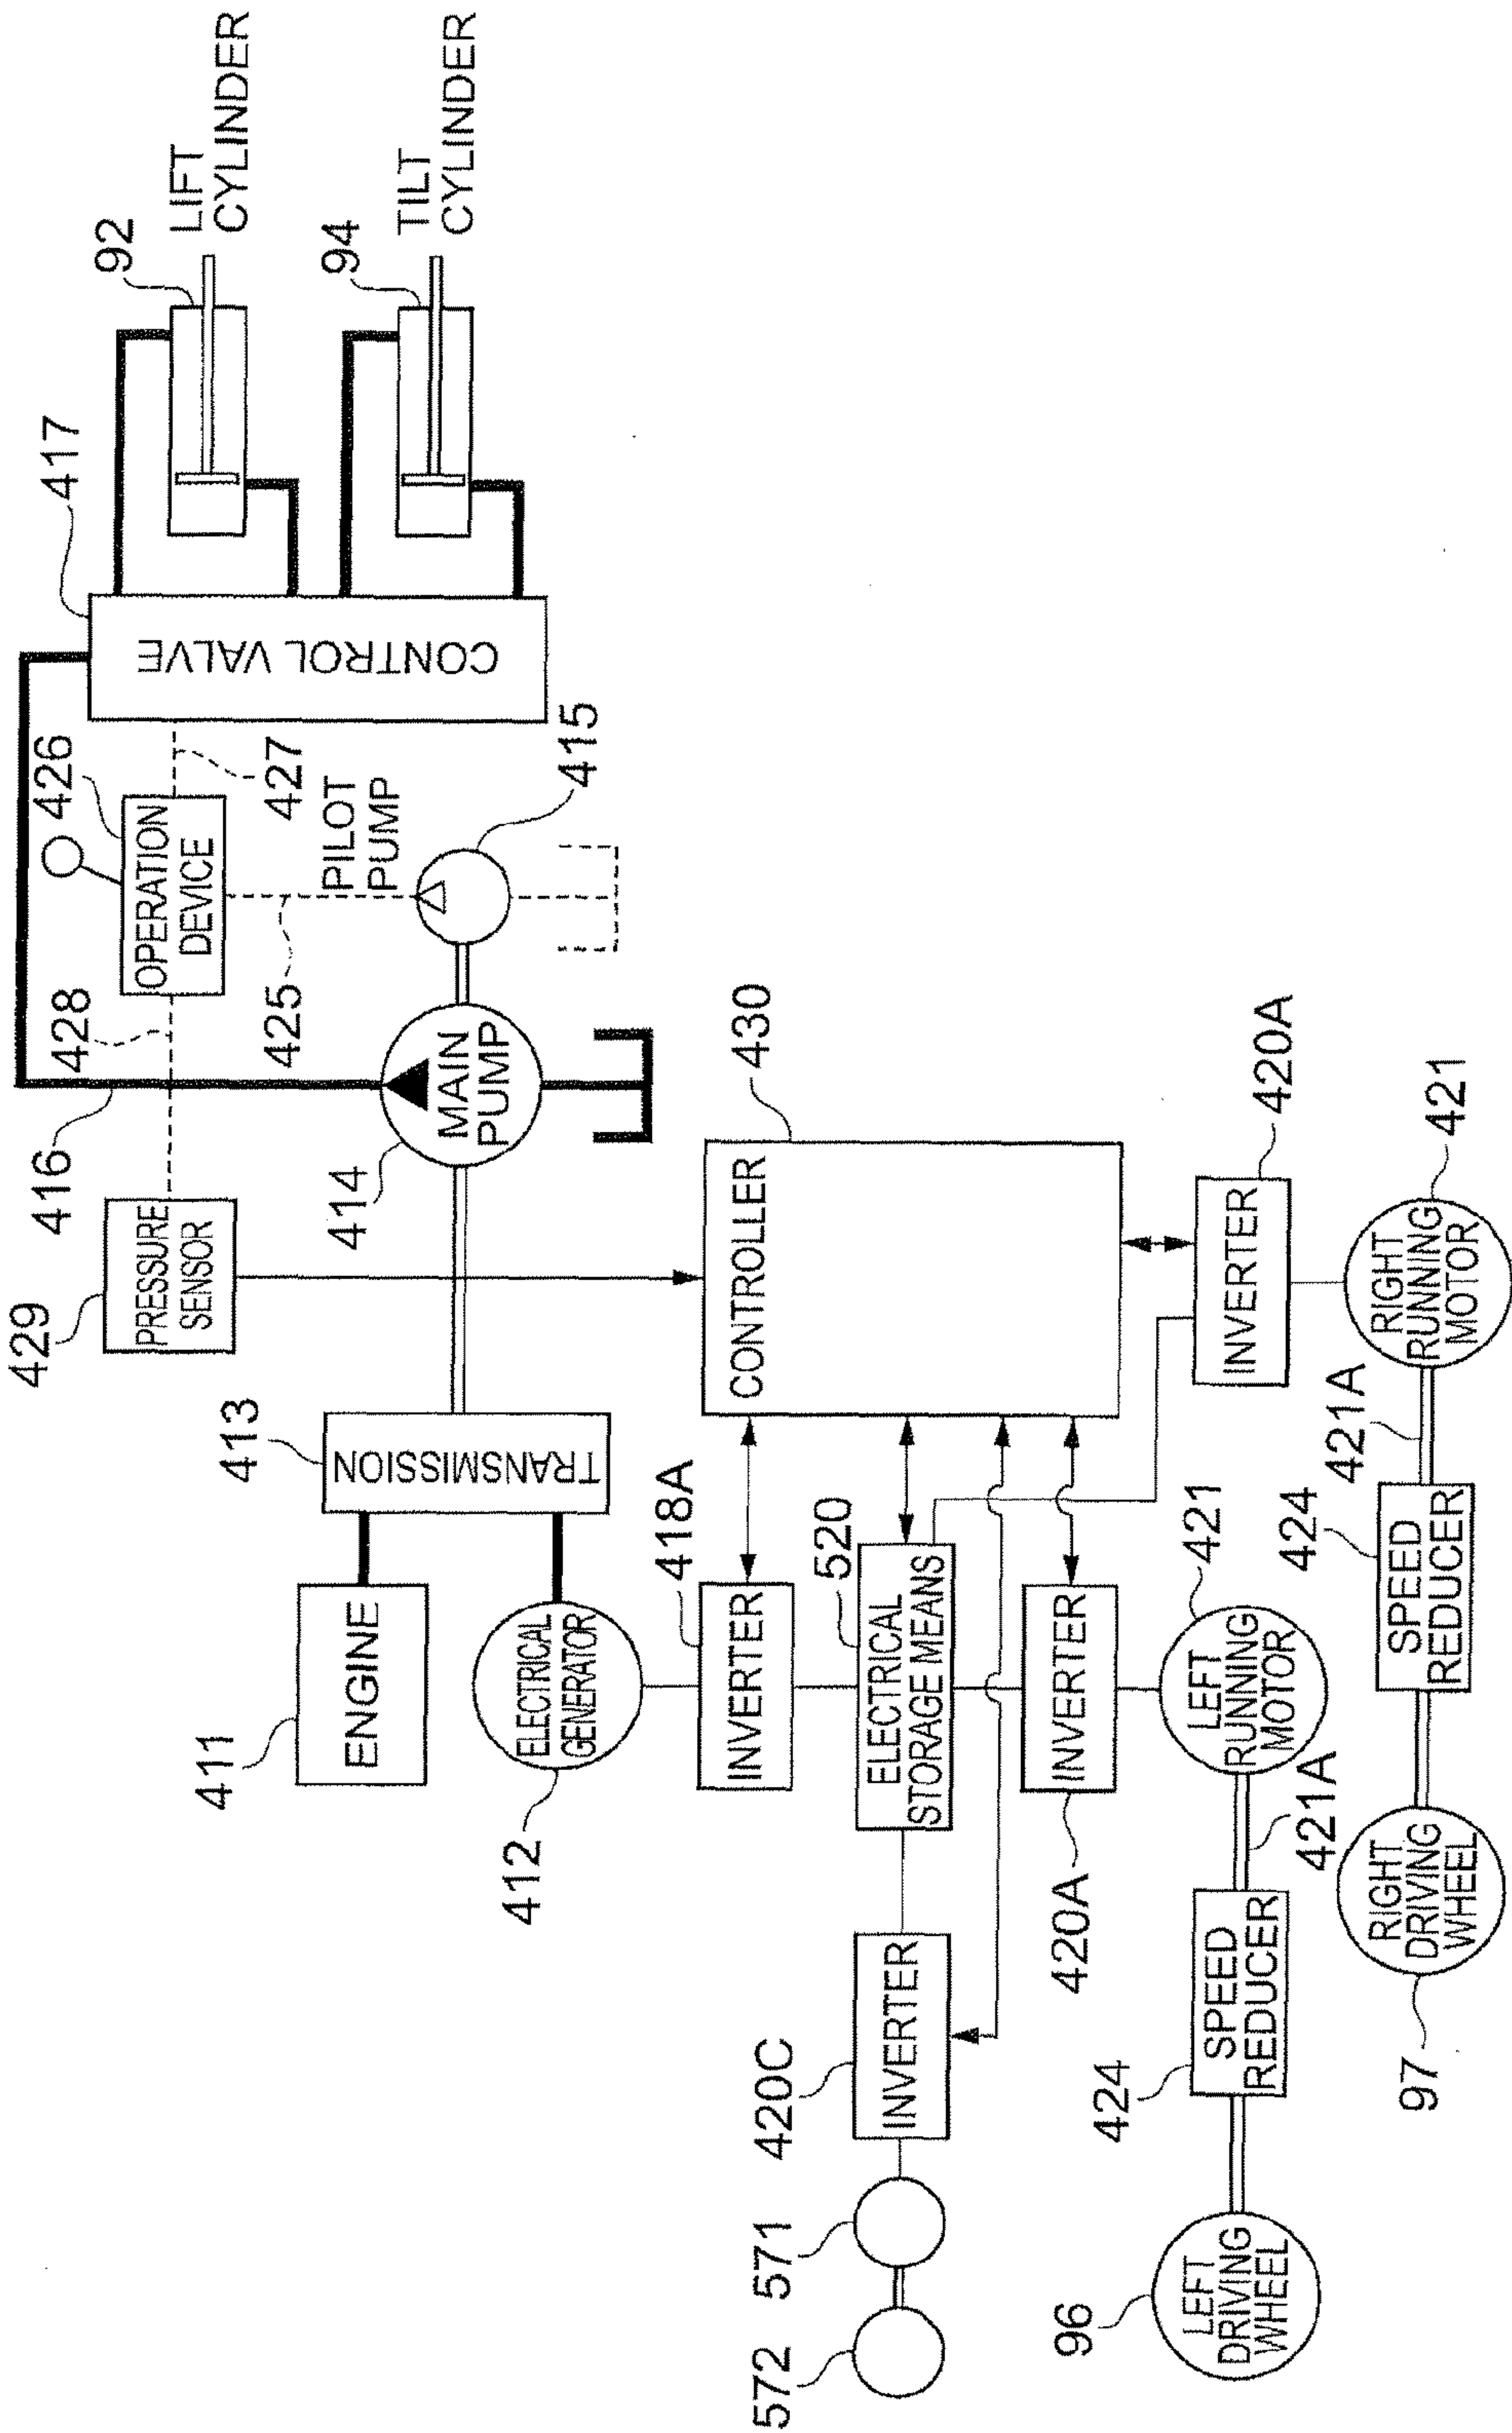 92
LIFT
CYLINDER
94
TILT
CYLINDER
417
CONTROL VALVE
426
OPERATION
DEVICE
427
PILOT
PUMP
415
428
425
416
MAIN
PUMP
414
429
PRESSURE
SENSOR
413
TRANSMISSION
411
ENGINE
412
ELECTRICAL
GENERATOR
430
CONTROLLER
418A
INVERTER
520
ELECTRICAL
STORAGE MEANS
420C
INVERTER
571
572
420A
INVERTER
421
LEFT
RUNNING
MOTOR
421A
424
SPEED
REDUCER
96
LEFT
DRIVING
WHEEL
420A
INVERTER
421
RIGHT
RUNNING
MOTOR
421A
424
SPEED
REDUCER
97
RIGHT
DRIVING
WHEEL